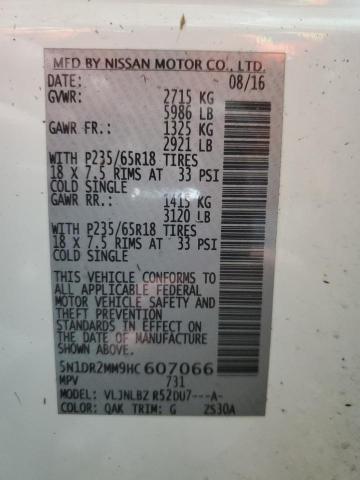 MFD BY NISSAN MOTOR CO., LTD.
DATE: 08/16
GVWR: 2715 KG
5986 LB
GAWR FR.: 1325 KG
2921 LB
WITH P235/65R18 TIRES
18 X 7.5 RIMS AT 33 PSI
COLD SINGLE
GAWR RR.: 1415 KG
3120 LB
WITH P235/65R18 TIRES
18 X 7.5 RIMS AT 33 PSI
COLD SINGLE
THIS VEHICLE CONFORMS TO
ALL APPLICABLE FEDERAL
MOTOR VEHICLE SAFETY AND
THEFT PREVENTION
STANDARDS IN EFFECT ON
THE DATE OF MANUFACTURE
SHOWN ABOVE.
5N1DR2MM9HC607066
MPV 731
MODEL: VLJNLBZ R52DU7---A-
COLOR: QAK TRIM: G 2S30A